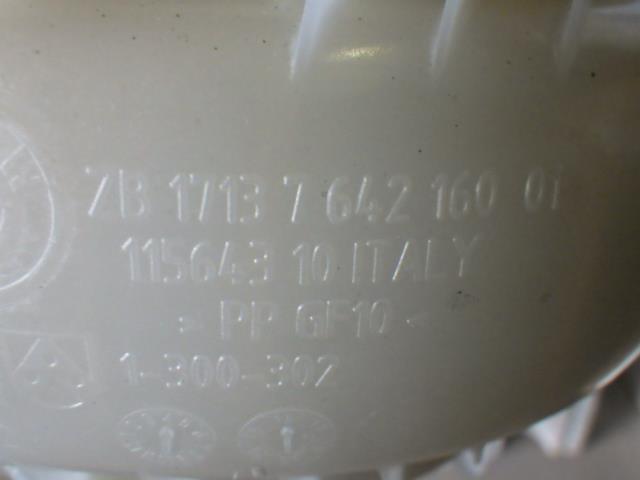 ZB 1713 7 642 160 01
115643 10 ITALY
> PP GF10 <
1-300-302